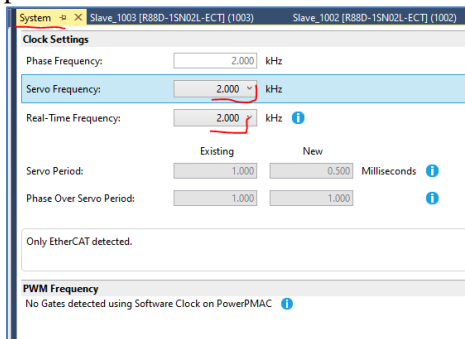 System Slave_1003 [R88D-1SN02L-ECT] (1003) Slave_1002 [R88D-1SN02L-ECT] (1002)
Clock Settings
Phase Frequency: 2.000 kHz
Servo Frequency: 2.000 kHz
Real-Time Frequency: 2.000 kHz
Existing New
Servo Period: 1.000 0.500 Milliseconds
Phase Over Servo Period: 1.000 1.000
Only EtherCAT detected.
PWM Frequency
No Gates detected using Software Clock on PowerPMAC